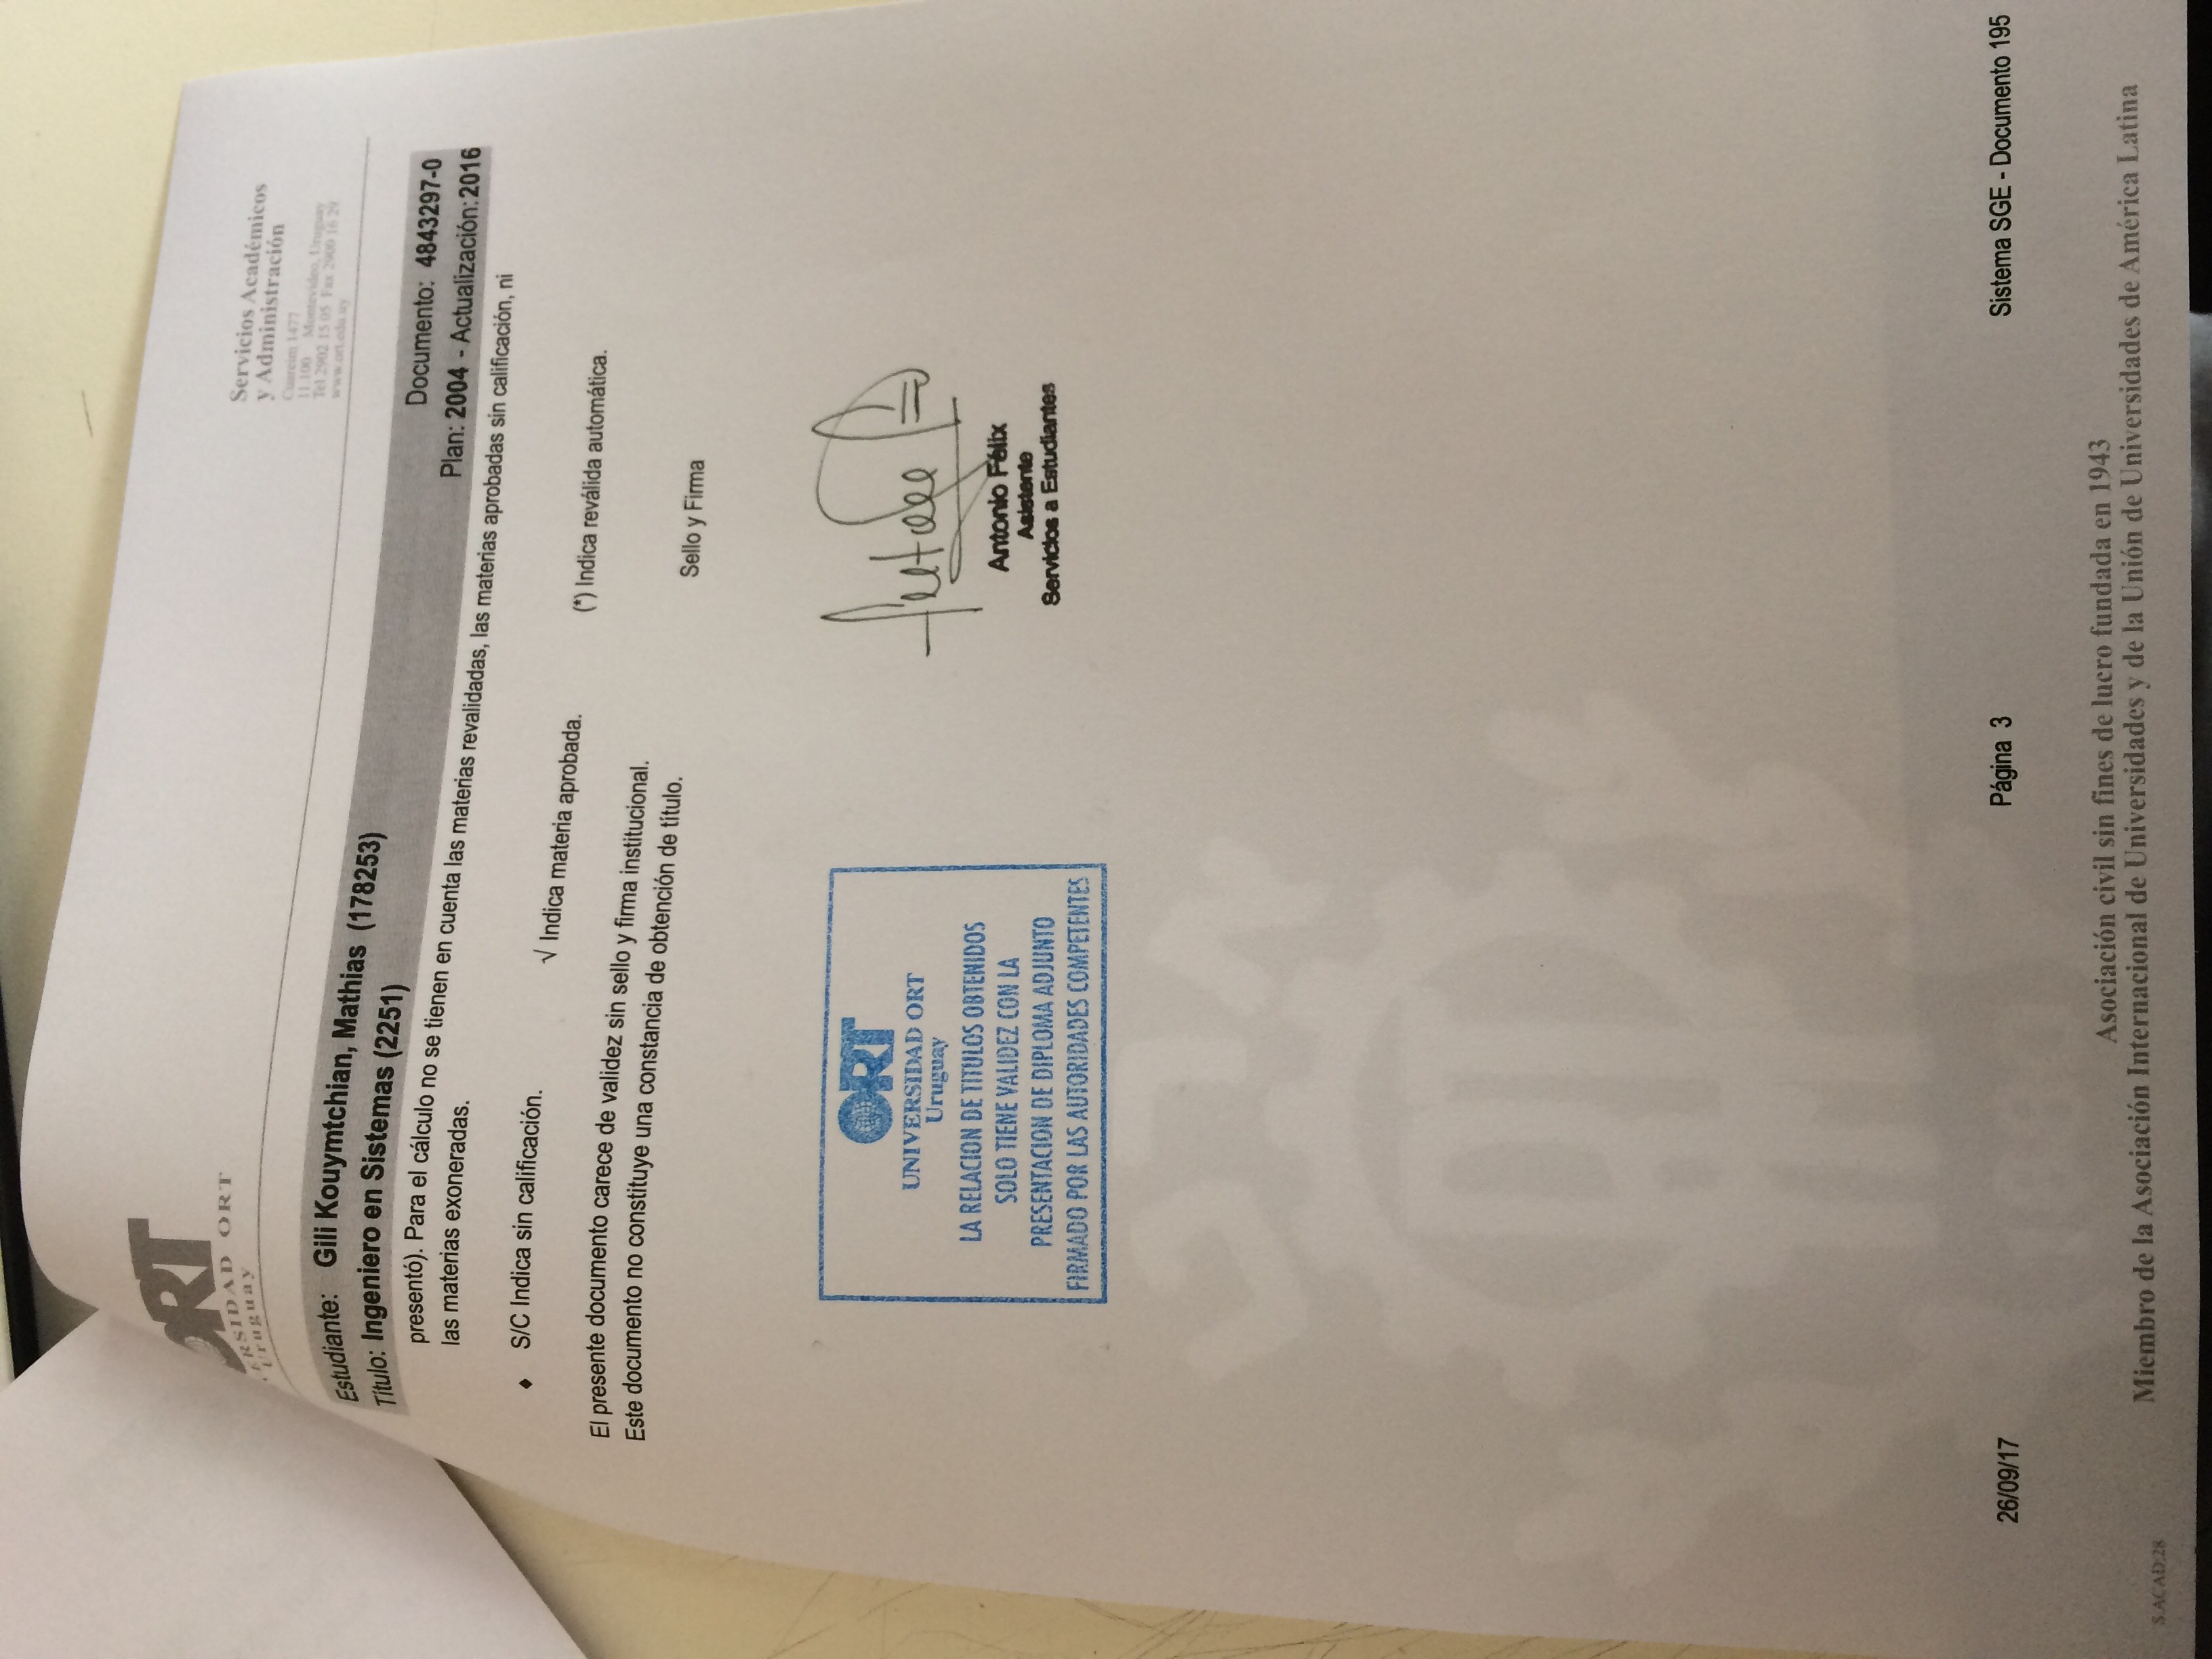 ORT
ERSIDAD ORT
Uruguay
Servicios Académicos
y Administración
Cuareim 1477
11.100 Montevideo, Uruguay
Tel 2902 15 05 Fax 2900 16 29
www.ort.edu.uy
Estudiante: Gili Kouymtchian, Mathias (178253)
Documento: 4843297-0
Título: Ingeniero en Sistemas (2251)
Plan: 2004 - Actualización: 2016
presentó). Para el cálculo no se tienen en cuenta las materias revalidadas, las materias aprobadas sin calificación, ni
las materias exoneradas.
♦ S/C Indica sin calificación. √ Indica materia aprobada. (*) Indica reválida automática.
El presente documento carece de validez sin sello y firma institucional.
Este documento no constituye una constancia de obtención de título.
Sello y Firma
ORT
UNIVERSIDAD ORT
Uruguay
LA RELACION DE TITULOS OBTENIDOS
SOLO TIENE VALIDEZ CON LA
PRESENTACION DE DIPLOMA ADJUNTO
FIRMADO POR LAS AUTORIDADES COMPETENTES
Antonio Félix
Asistente
Servicios a Estudiantes
26/09/17 Página 3 Sistema SGE - Documento 195
Asociación civil sin fines de lucro fundada en 1943
Miembro de la Asociación Internacional de Universidades y de la Unión de Universidades de América Latina
S.ACAD.28